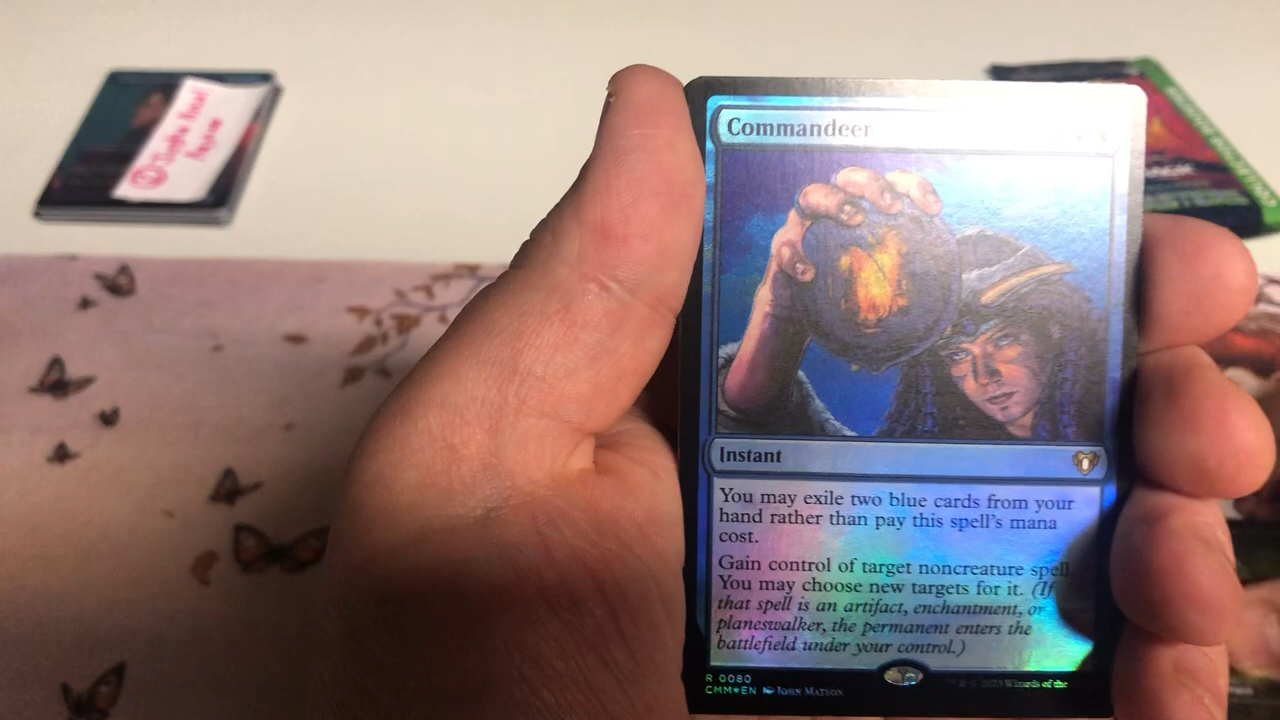 Commandeer
Instant
You may exile two blue cards from your
hand rather than pay this spell's mana
cost.
Gain control of target noncreature spell.
You may choose new targets for it. (If
that spell is an artifact, enchantment, or
planeswalker, the permanent enters the
battlefield under your control.)
R 0080
CMM★EN JOHN MATSON
& © 2023 Wizards of the